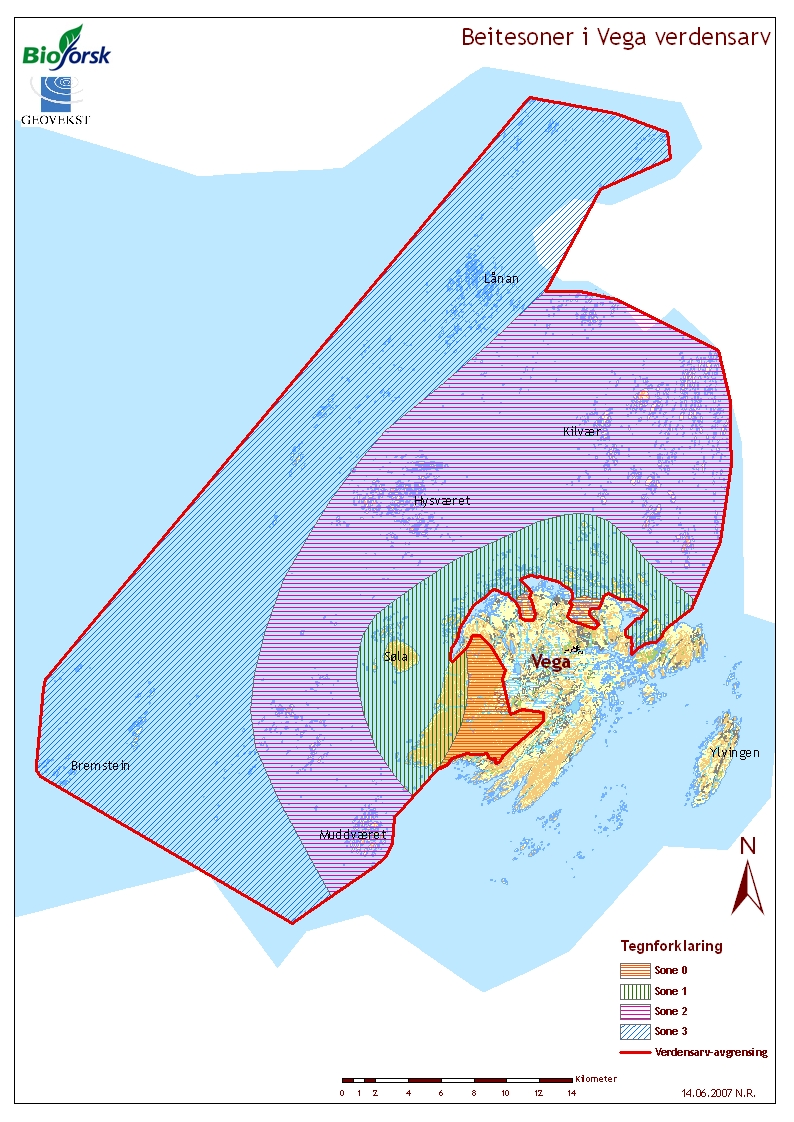 Beitesoner i Vega verdensarv
Bioforsk
GEOVEKST
Lånan
Kilvær
Hysværet
Søla
Vega
Ylvingen
Bremstein
Muddværet
N
Tegnforklaring
Sone 0
Sone 1
Sone 2
Sone 3
Verdensarv-avgrensing
Kilometer
0 1 2 4 6 8 10 12 14
14.06.2007 N.R.